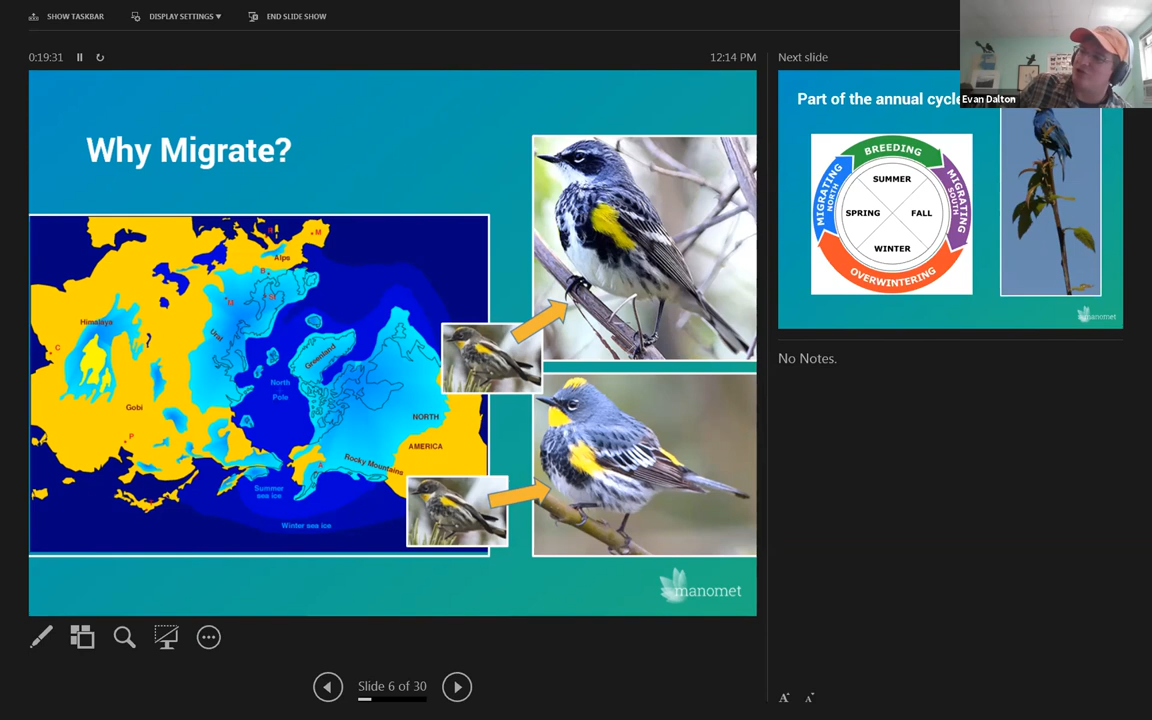 SHOW TASKBAR
DISPLAY SETTINGS ▼
END SLIDE SHOW
0:19:31
12:14 PM
Next slide
Evan Dalton
Why Migrate?
M
Alps
B
St
Ural
Himalaya
C
Greenland
North
Pole
Gobi
P
NORTH
AMERICA
Rocky Mountains
A
Summer
sea ice
Winter sea ice
manomet
Part of the annual cycle
BREEDING
MIGRATING
NORTH
MIGRATING
SOUTH
SUMMER
SPRING
FALL
WINTER
OVERWINTERING
manomet
No Notes.
Slide 6 of 30
A
A